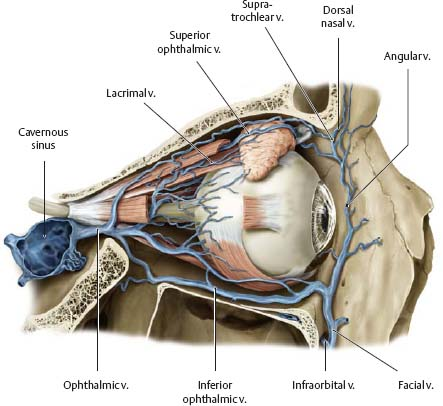 Supra-
trochlear v.
Dorsal
nasal v.
Superior
ophthalmic v.
Angular v.
Lacrimal v.
Cavernous
sinus
Ophthalmic v.
Inferior
ophthalmic v.
Infraorbital v.
Facial v.